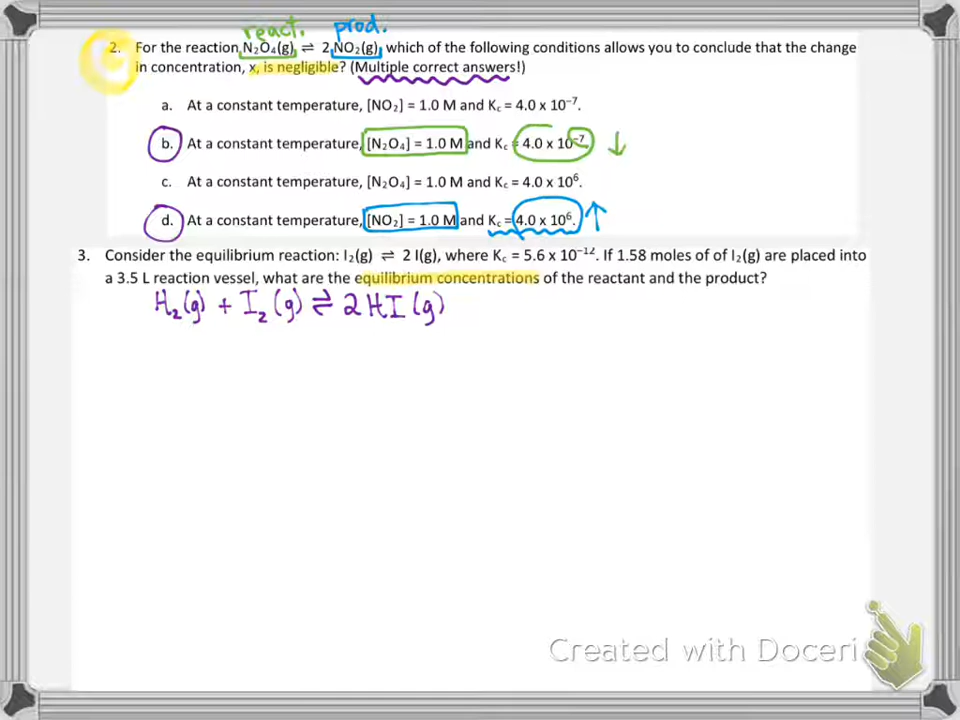 react. prod.
2. For the reaction N₂O₄(g) ⇌ 2 NO₂(g), which of the following conditions allows you to conclude that the change
in concentration, x, is negligible? (Multiple correct answers!)
a. At a constant temperature, [NO₂] = 1.0 M and Kc = 4.0 x 10⁻⁷.
b. At a constant temperature, [N₂O₄] = 1.0 M and Kc = 4.0 x 10⁻⁷. ↓
c. At a constant temperature, [N₂O₄] = 1.0 M and Kc = 4.0 x 10⁶.
d. At a constant temperature, [NO₂] = 1.0 M and Kc = 4.0 x 10⁶. ↑
3. Consider the equilibrium reaction: I₂(g) ⇌ 2 I(g), where Kc = 5.6 x 10⁻¹². If 1.58 moles of of I₂(g) are placed into
a 3.5 L reaction vessel, what are the equilibrium concentrations of the reactant and the product?
H₂(g) + I₂(g) ⇌ 2HI(g)
Created with Doceri